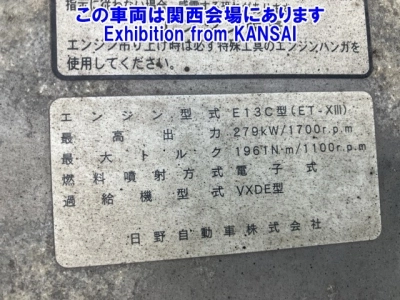 この車両は関西会場にあります
Exhibition from KANSAI
エンジン吊り上げ時は必ず特殊工具のエンジンハンガを
使用してください。
エンジン型式 E13C型(ET-XIII)
最高出力 279kW/1700r.p.m
最大トルク 1961N·m/1100r.p.m
燃料噴射方式 電子式
過給機型式 VXDE型
日野自動車株式会社